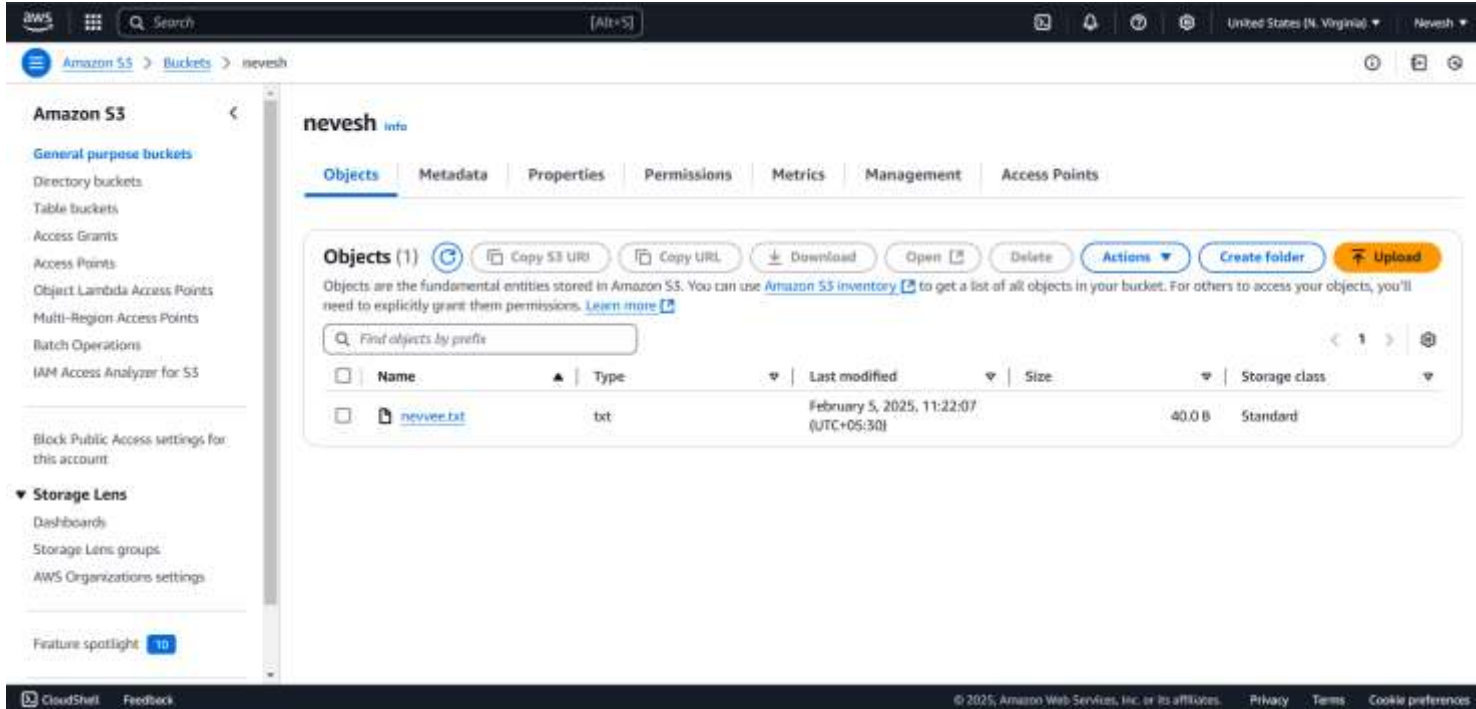 aws
Search
[Alt+S]
United States (N. Virginia)
Nevesh
Amazon S3 > Buckets > nevesh
Amazon S3
General purpose buckets
Directory buckets
Table buckets
Access Grants
Access Points
Object Lambda Access Points
Multi-Region Access Points
Batch Operations
IAM Access Analyzer for S3
Block Public Access settings for
this account
Storage Lens
Dashboards
Storage Lens groups
AWS Organizations settings
Feature spotlight 10
nevesh Info
Objects Metadata Properties Permissions Metrics Management Access Points
Objects (1) Copy S3 URI Copy URL Download Open Delete Actions Create folder Upload
Objects are the fundamental entities stored in Amazon S3. You can use Amazon S3 inventory to get a list of all objects in your bucket. For others to access your objects, you'll
need to explicitly grant them permissions. Learn more
Find objects by prefix
1
Name Type Last modified Size Storage class
nevvee.txt txt February 5, 2025, 11:22:07 (UTC+05:30) 40.0 B Standard
CloudShell Feedback
© 2025, Amazon Web Services, Inc. or its affiliates. Privacy Terms Cookie preferences